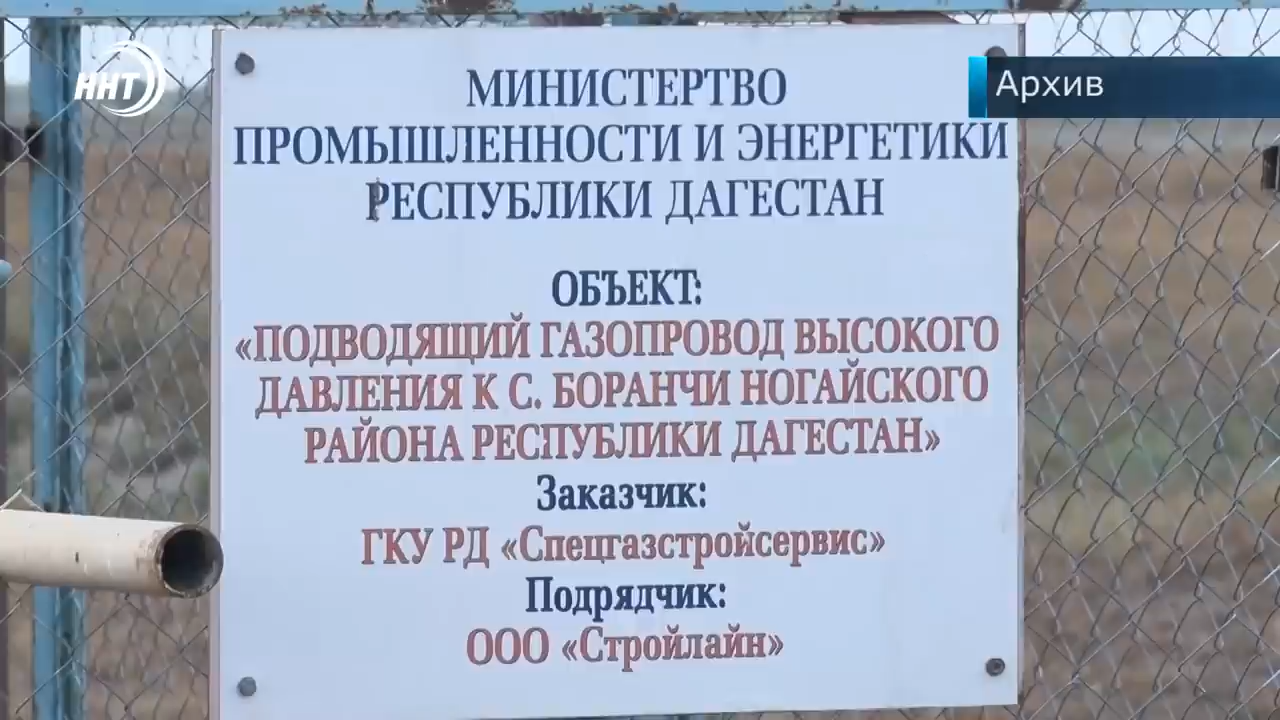 ННТ
Архив
МИНИСТЕРТВО
ПРОМЫШЛЕННОСТИ И ЭНЕРГЕТИКИ
РЕСПУБЛИКИ ДАГЕСТАН
ОБЪЕКТ:
«ПОДВОДЯЩИЙ ГАЗОПРОВОД ВЫСОКОГО
ДАВЛЕНИЯ К С. БОРАНЧИ НОГАЙСКОГО
РАЙОНА РЕСПУБЛИКИ ДАГЕСТАН»
Заказчик:
ГКУ РД «Спецгазстройсервис»
Подрядчик:
ООО «Стройлайн»